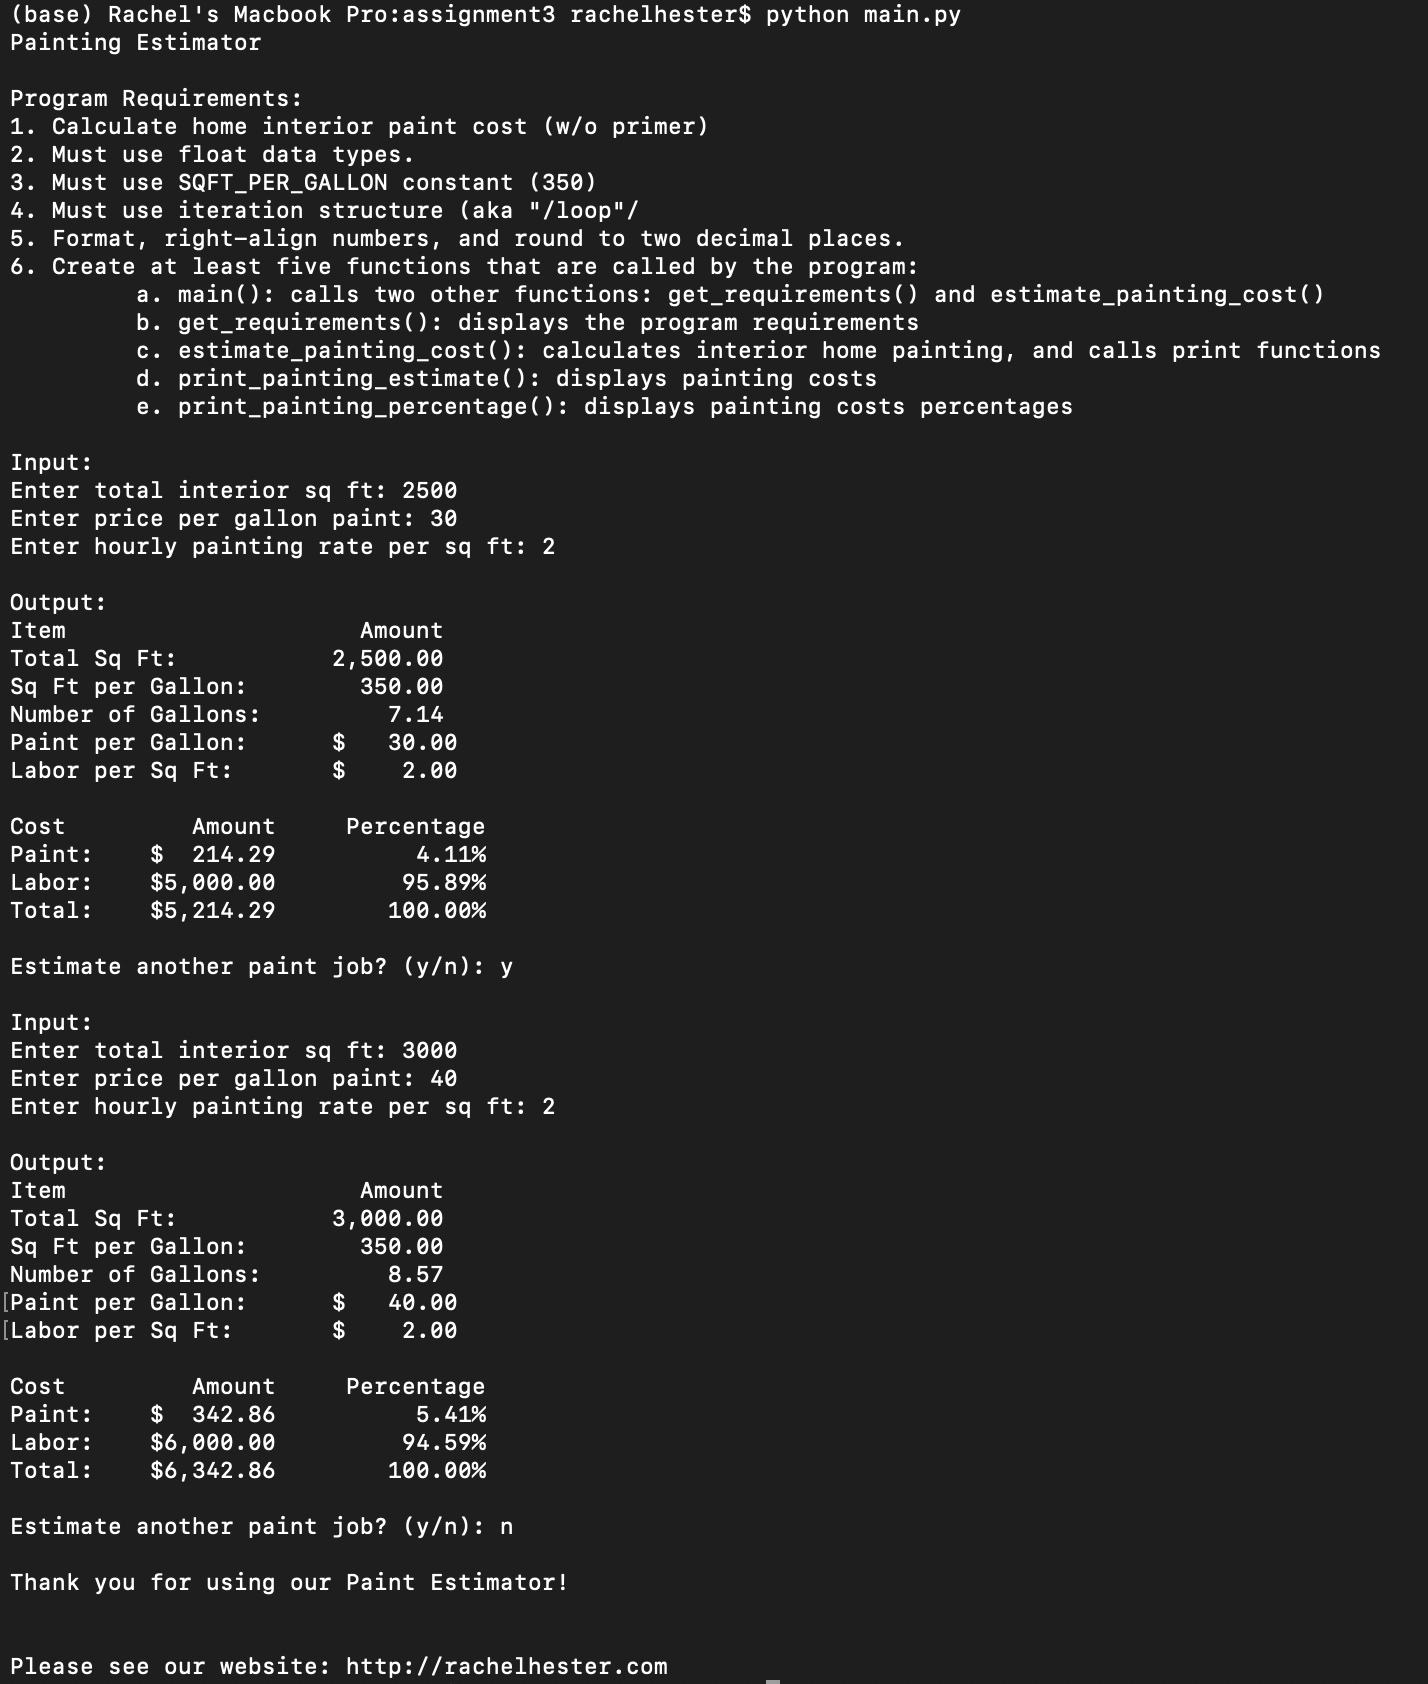 (base) Rachel's Macbook Pro:assignment3 rachelhester$ python main.py
Painting Estimator

Program Requirements:
1. Calculate home interior paint cost (w/o primer)
2. Must use float data types.
3. Must use SQFT_PER_GALLON constant (350)
4. Must use iteration structure (aka "/loop"/
5. Format, right-align numbers, and round to two decimal places.
6. Create at least five functions that are called by the program:
         a. main(): calls two other functions: get_requirements() and estimate_painting_cost()
         b. get_requirements(): displays the program requirements
         c. estimate_painting_cost(): calculates interior home painting, and calls print functions
         d. print_painting_estimate(): displays painting costs
         e. print_painting_percentage(): displays painting costs percentages

Input:
Enter total interior sq ft: 2500
Enter price per gallon paint: 30
Enter hourly painting rate per sq ft: 2

Output:
Item                     Amount
Total Sq Ft:           2,500.00
Sq Ft per Gallon:        350.00
Number of Gallons:         7.14
Paint per Gallon:      $   30.00
Labor per Sq Ft:       $    2.00

Cost         Amount     Percentage
Paint:    $  214.29          4.11%
Labor:    $5,000.00         95.89%
Total:    $5,214.29        100.00%

Estimate another paint job? (y/n): y

Input:
Enter total interior sq ft: 3000
Enter price per gallon paint: 40
Enter hourly painting rate per sq ft: 2

Output:
Item                     Amount
Total Sq Ft:           3,000.00
Sq Ft per Gallon:        350.00
Number of Gallons:         8.57
[Paint per Gallon:      $   40.00
[Labor per Sq Ft:       $    2.00

Cost         Amount     Percentage
Paint:    $  342.86          5.41%
Labor:    $6,000.00         94.59%
Total:    $6,342.86        100.00%

Estimate another paint job? (y/n): n

Thank you for using our Paint Estimator!


Please see our website: http://rachelhester.com